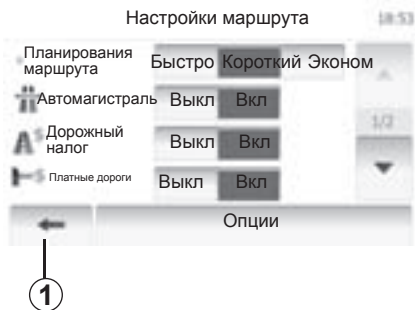 Настройки маршрута 18:53
Планирования маршрута Быстро Короткий Эконом
Автомагистраль Выкл Вкл
1/2
Дорожный налог Выкл Вкл
Платные дороги Выкл Вкл
Опции
1